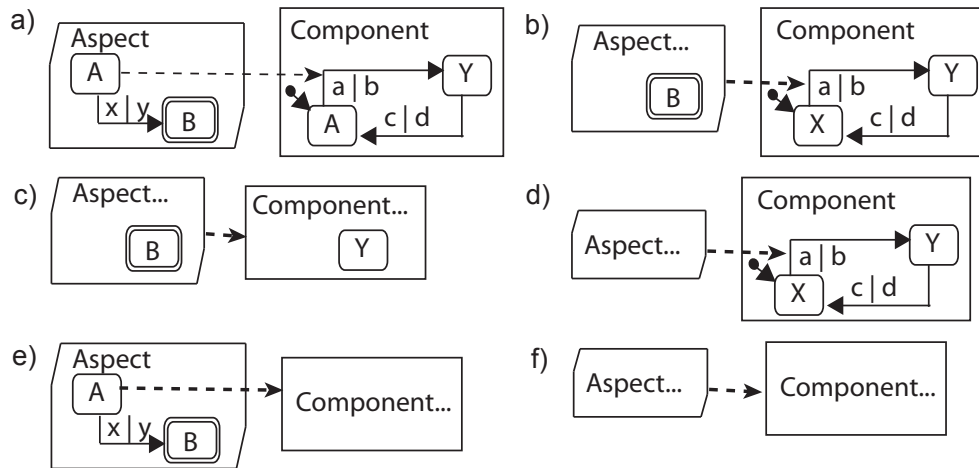 a)
Aspect
A
x|y
B
Component
Y
a|b
A
c|d
b)
Aspect...
B
Component
Y
a|b
X
c|d
c)
Aspect...
B
Component...
Y
d)
Aspect...
Component
Y
a|b
X
c|d
e)
Aspect
A
x|y
B
Component...
f)
Aspect...
Component...